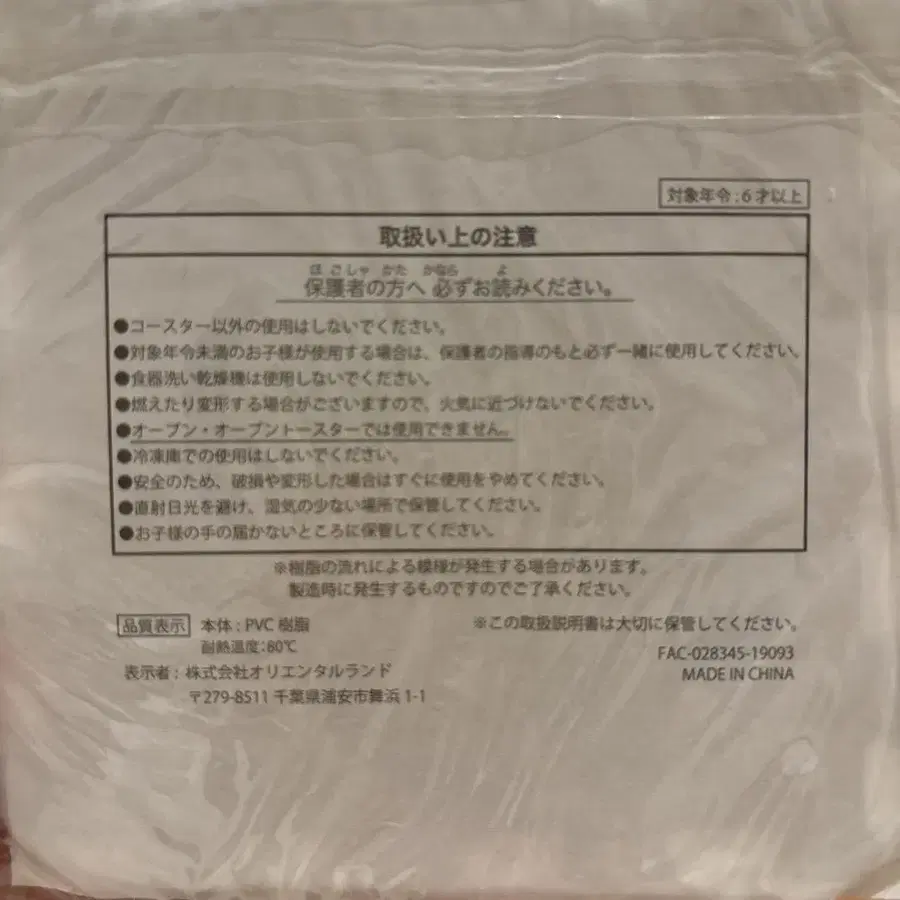 対象年令:6才以上
取扱い上の注意
ほごしゃ かた かなら よ
保護者の方へ 必ずお読みください。
●コースター以外の使用はしないでください。
●対象年令未満のお子様が使用する場合は、保護者の指導のもと必ず一緒に使用してください。
●食器洗い乾燥機は使用しないでください。
●燃えたり変形する場合がございますので、火気に近づけないでください。
●オーブン・オーブントースターでは使用できません。
●冷凍庫での使用はしないでください。
●安全のため、破損や変形した場合はすぐに使用をやめてください。
●直射日光を避け、湿気の少ない場所で保管してください。
●お子様の手の届かないところに保管してください。
※樹脂の流れによる模様が発生する場合があります。
製造時に発生するものですのでご了承ください。
品質表示 本体:PVC樹脂
耐熱温度:80℃
表示者:株式会社オリエンタルランド
〒279-8511 千葉県浦安市舞浜1-1
※この取扱説明書は大切に保管してください。
FAC-028345-19093
MADE IN CHINA